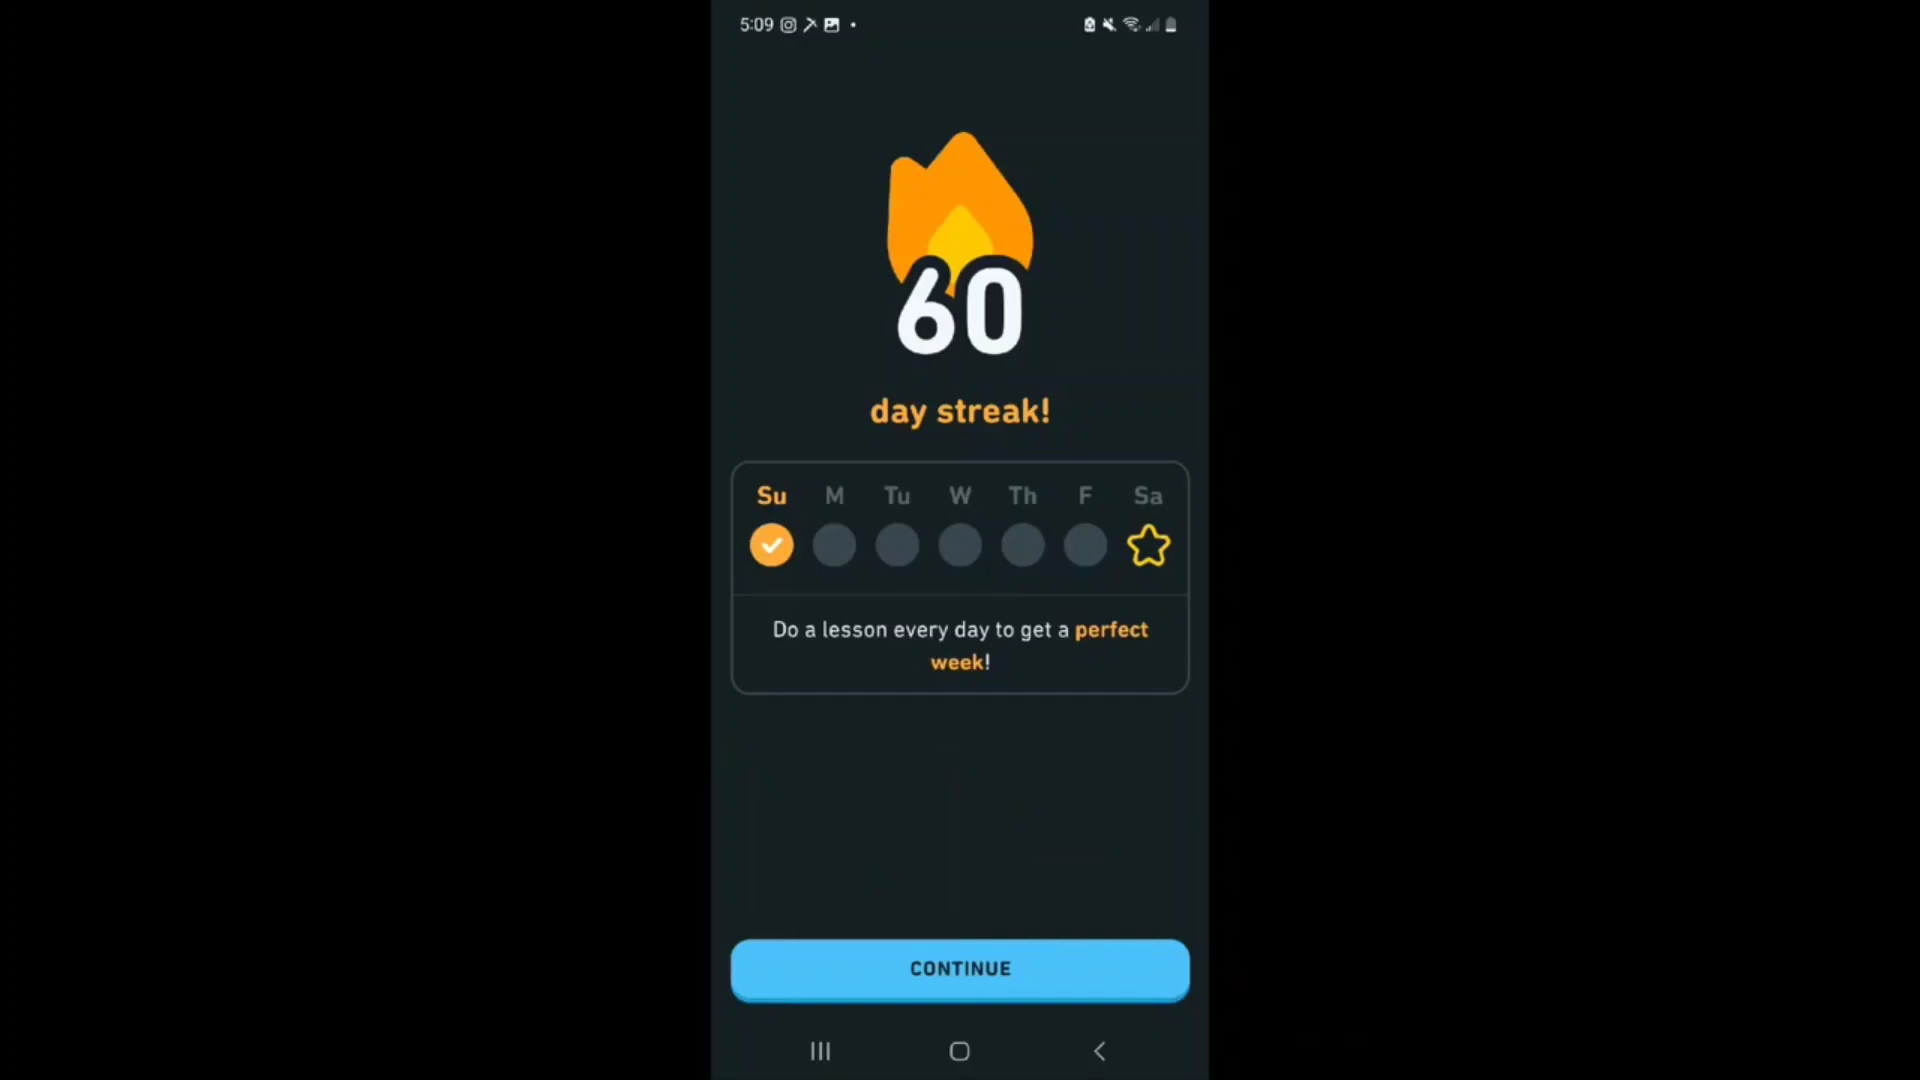 5:09
60
day streak!
Su M Tu W Th F Sa
Do a lesson every day to get a perfect
week!
CONTINUE